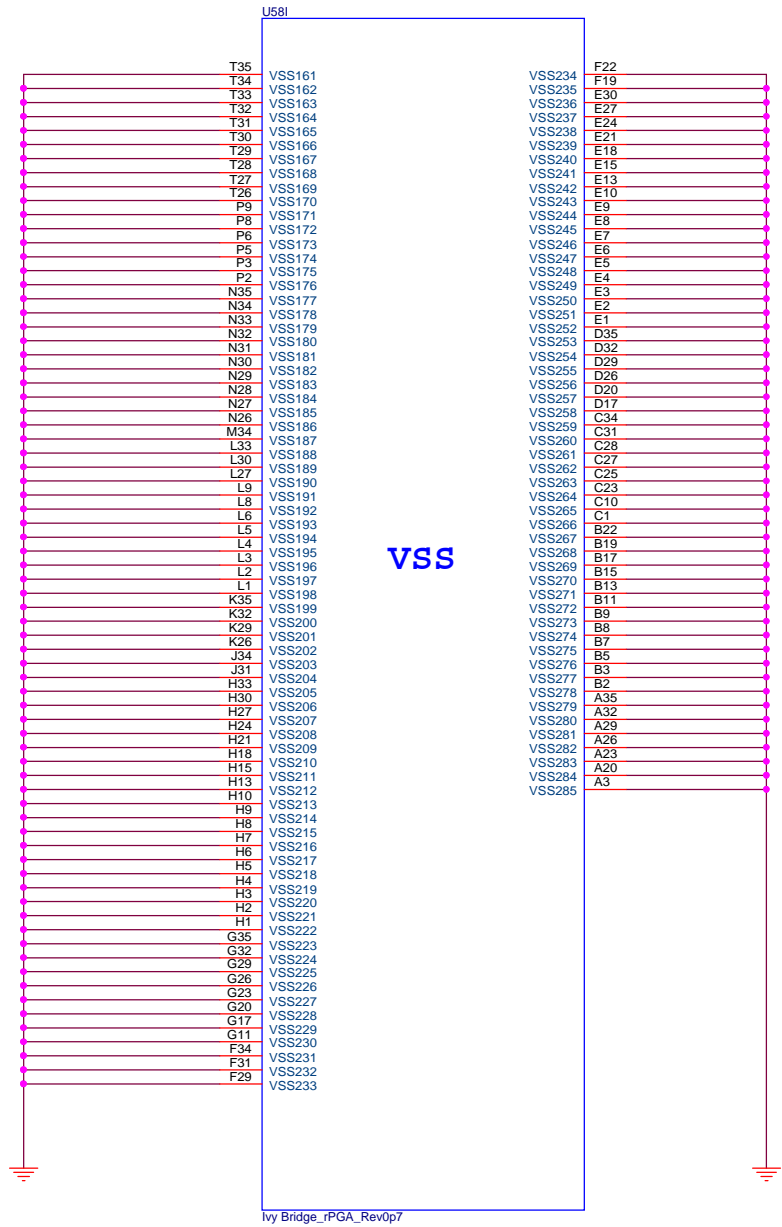 U58I
T35 VSS161
T34 VSS162
T33 VSS163
T32 VSS164
T31 VSS165
T30 VSS166
T29 VSS167
T28 VSS168
T27 VSS169
T26 VSS170
P9 VSS171
P8 VSS172
P6 VSS173
P5 VSS174
P3 VSS175
P2 VSS176
N35 VSS177
N34 VSS178
N33 VSS179
N32 VSS180
N31 VSS181
N30 VSS182
N29 VSS183
N28 VSS184
N27 VSS185
N26 VSS186
M34 VSS187
L33 VSS188
L30 VSS189
L27 VSS190
L9 VSS191
L8 VSS192
L6 VSS193
L5 VSS194
L4 VSS195
L3 VSS196
L2 VSS197
L1 VSS198
K35 VSS199
K32 VSS200
K29 VSS201
K26 VSS202
J34 VSS203
J31 VSS204
H33 VSS205
H30 VSS206
H27 VSS207
H24 VSS208
H21 VSS209
H18 VSS210
H15 VSS211
H13 VSS212
H10 VSS213
H9 VSS214
H8 VSS215
H7 VSS216
H6 VSS217
H5 VSS218
H4 VSS219
H3 VSS220
H2 VSS221
H1 VSS222
G35 VSS223
G32 VSS224
G29 VSS225
G26 VSS226
G23 VSS227
G20 VSS228
G17 VSS229
G11 VSS230
F34 VSS231
F31 VSS232
F29 VSS233
VSS
VSS234 F22
VSS235 F19
VSS236 E30
VSS237 E27
VSS238 E24
VSS239 E21
VSS240 E18
VSS241 E15
VSS242 E13
VSS243 E10
VSS244 E9
VSS245 E8
VSS246 E7
VSS247 E6
VSS248 E5
VSS249 E4
VSS250 E3
VSS251 E2
VSS252 E1
VSS253 D35
VSS254 D32
VSS255 D29
VSS256 D26
VSS257 D20
VSS258 D17
VSS259 C34
VSS260 C31
VSS261 C28
VSS262 C27
VSS263 C25
VSS264 C23
VSS265 C10
VSS266 C1
VSS267 B22
VSS268 B19
VSS269 B17
VSS270 B15
VSS271 B13
VSS272 B11
VSS273 B9
VSS274 B8
VSS275 B7
VSS276 B5
VSS277 B3
VSS278 B2
VSS279 A35
VSS280 A32
VSS281 A29
VSS282 A26
VSS283 A23
VSS284 A20
VSS285 A3
Ivy Bridge_rPGA_Rev0p7